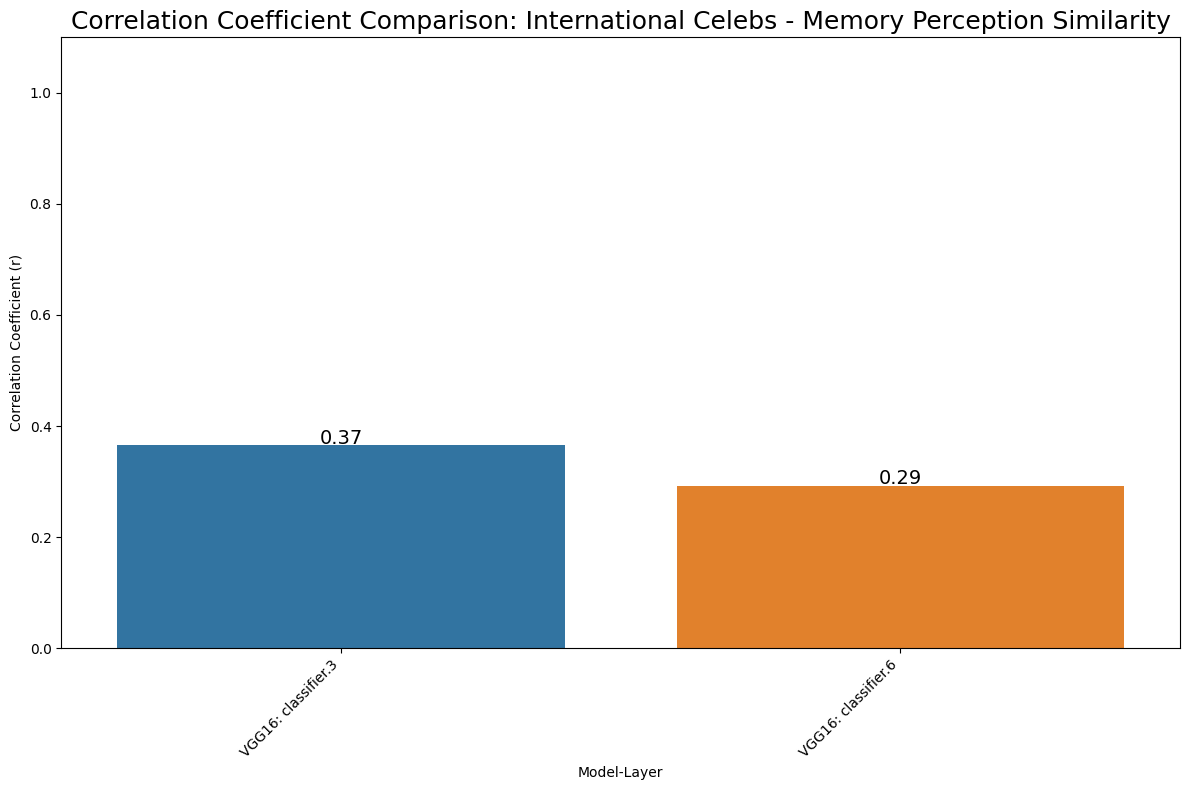 Correlation Coefficient Comparison: International Celebs - Memory Perception Similarity
Correlation Coefficient (r)
1.0
0.8
0.6
0.4
0.2
0.0
0.37
0.29
VGG16: classifier.3
VGG16: classifier.6
Model-Layer